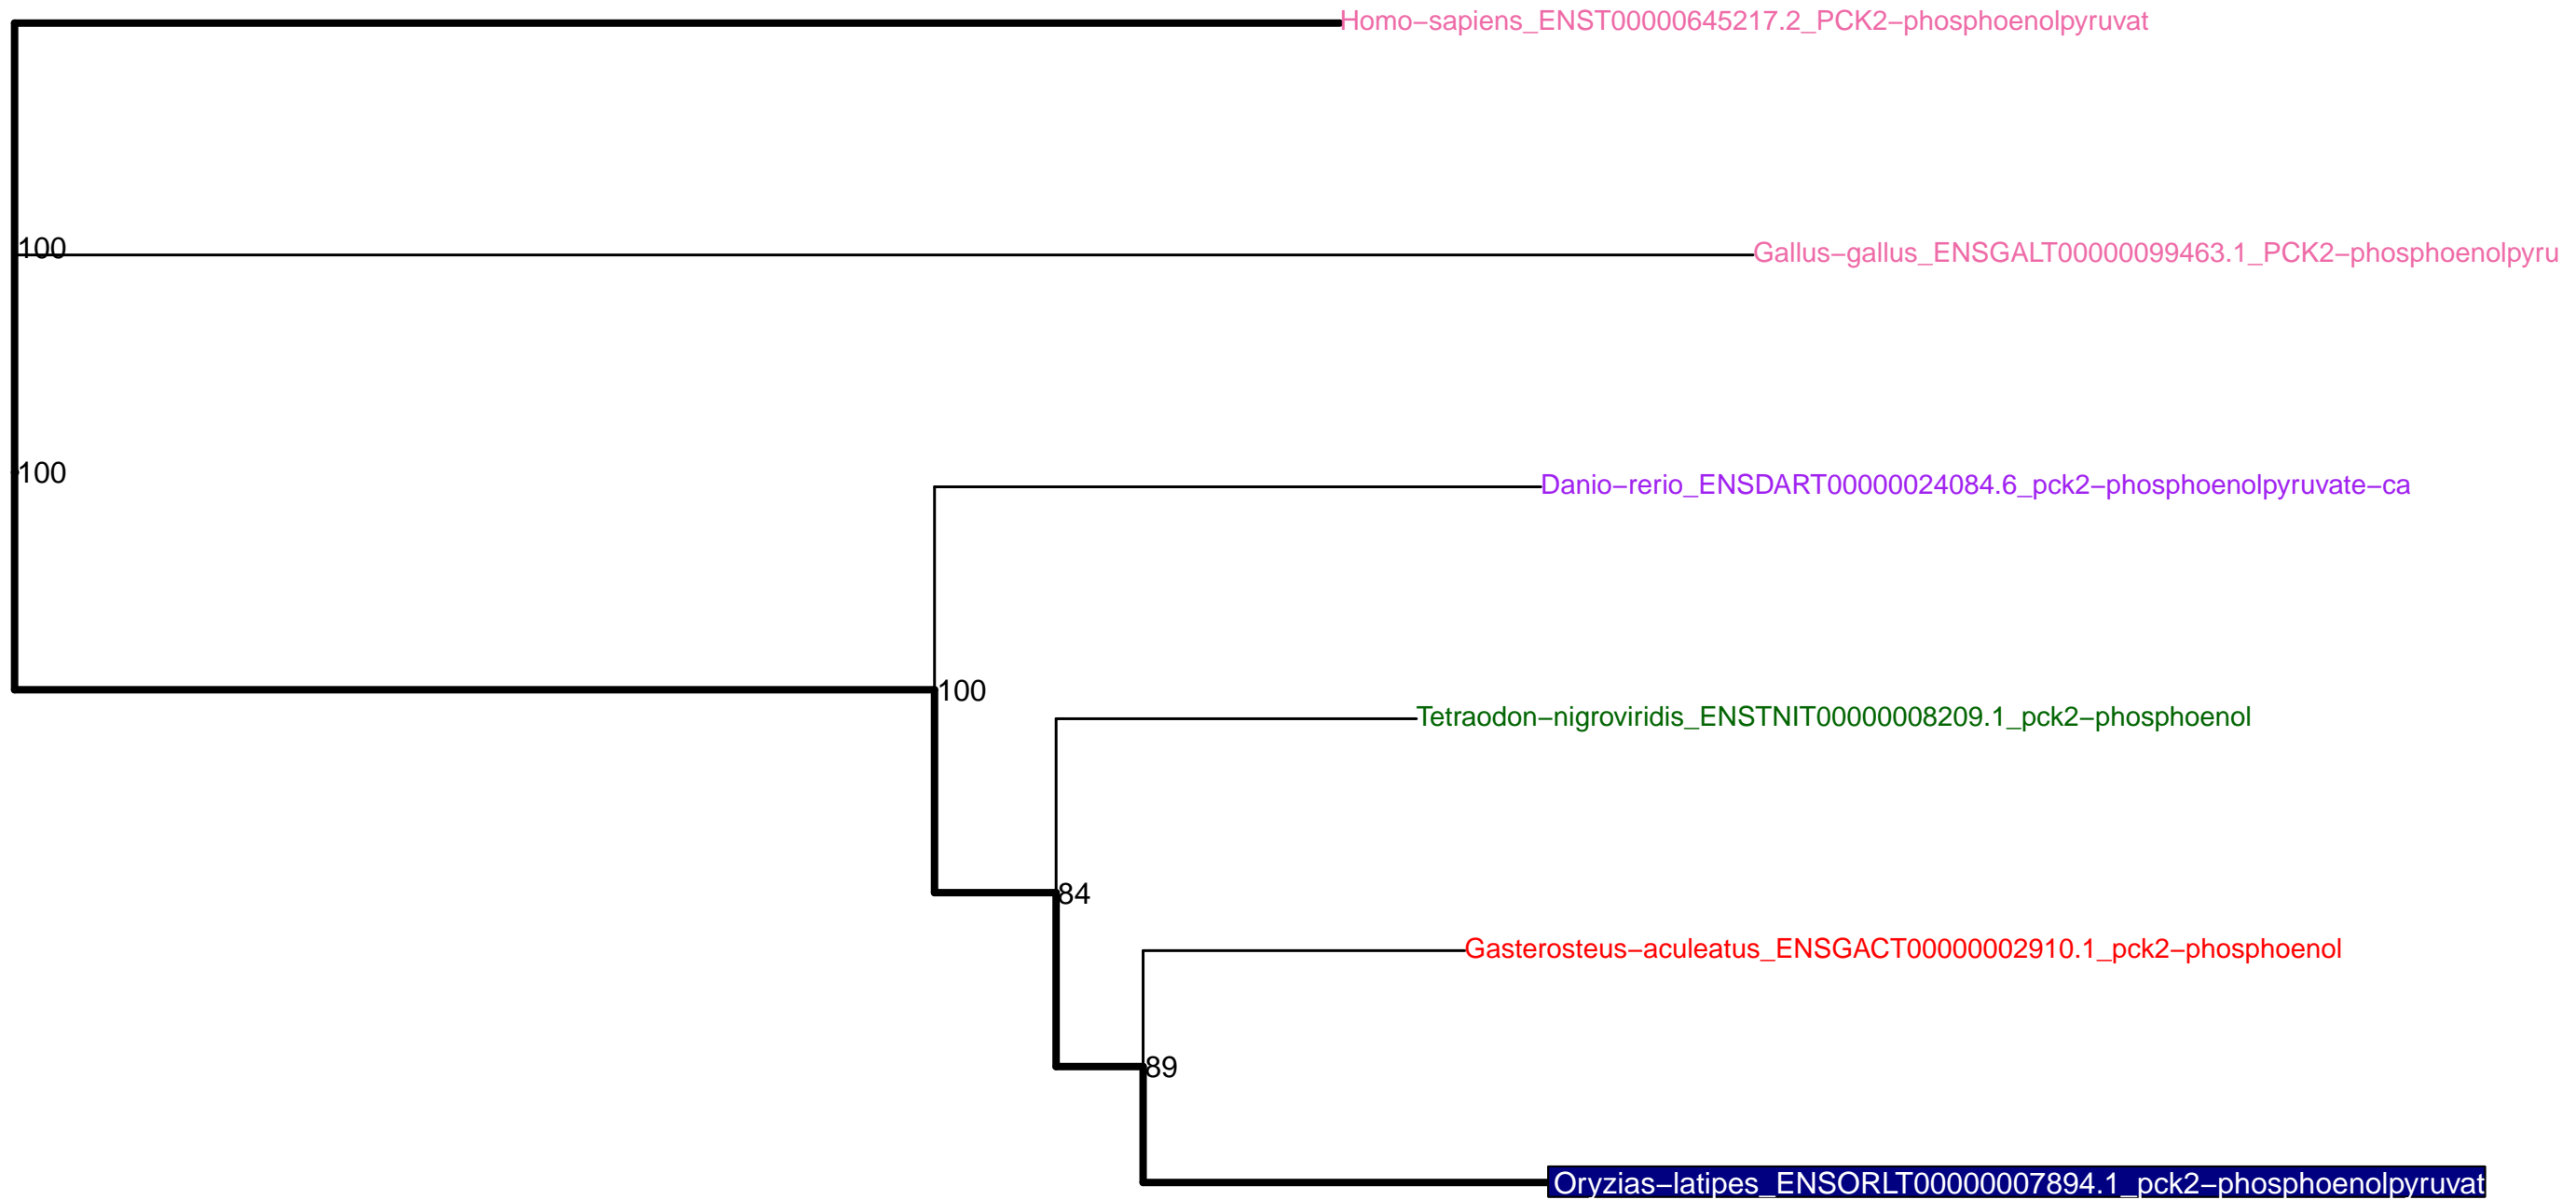 Homo−sapiens_ENST00000645217.2_PCK2−phosphoenolpyruvat
100
Gallus−gallus_ENSGALT00000099463.1_PCK2−phosphoenolpyru
100
Danio−rerio_ENSDART00000024084.6_pck2−phosphoenolpyruvate−ca
100
Tetraodon−nigroviridis_ENSTNIT00000008209.1_pck2−phosphoenol
84
Gasterosteus−aculeatus_ENSGACT00000002910.1_pck2−phosphoenol
89
Oryzias−latipes_ENSORLT00000007894.1_pck2−phosphoenolpyruvat